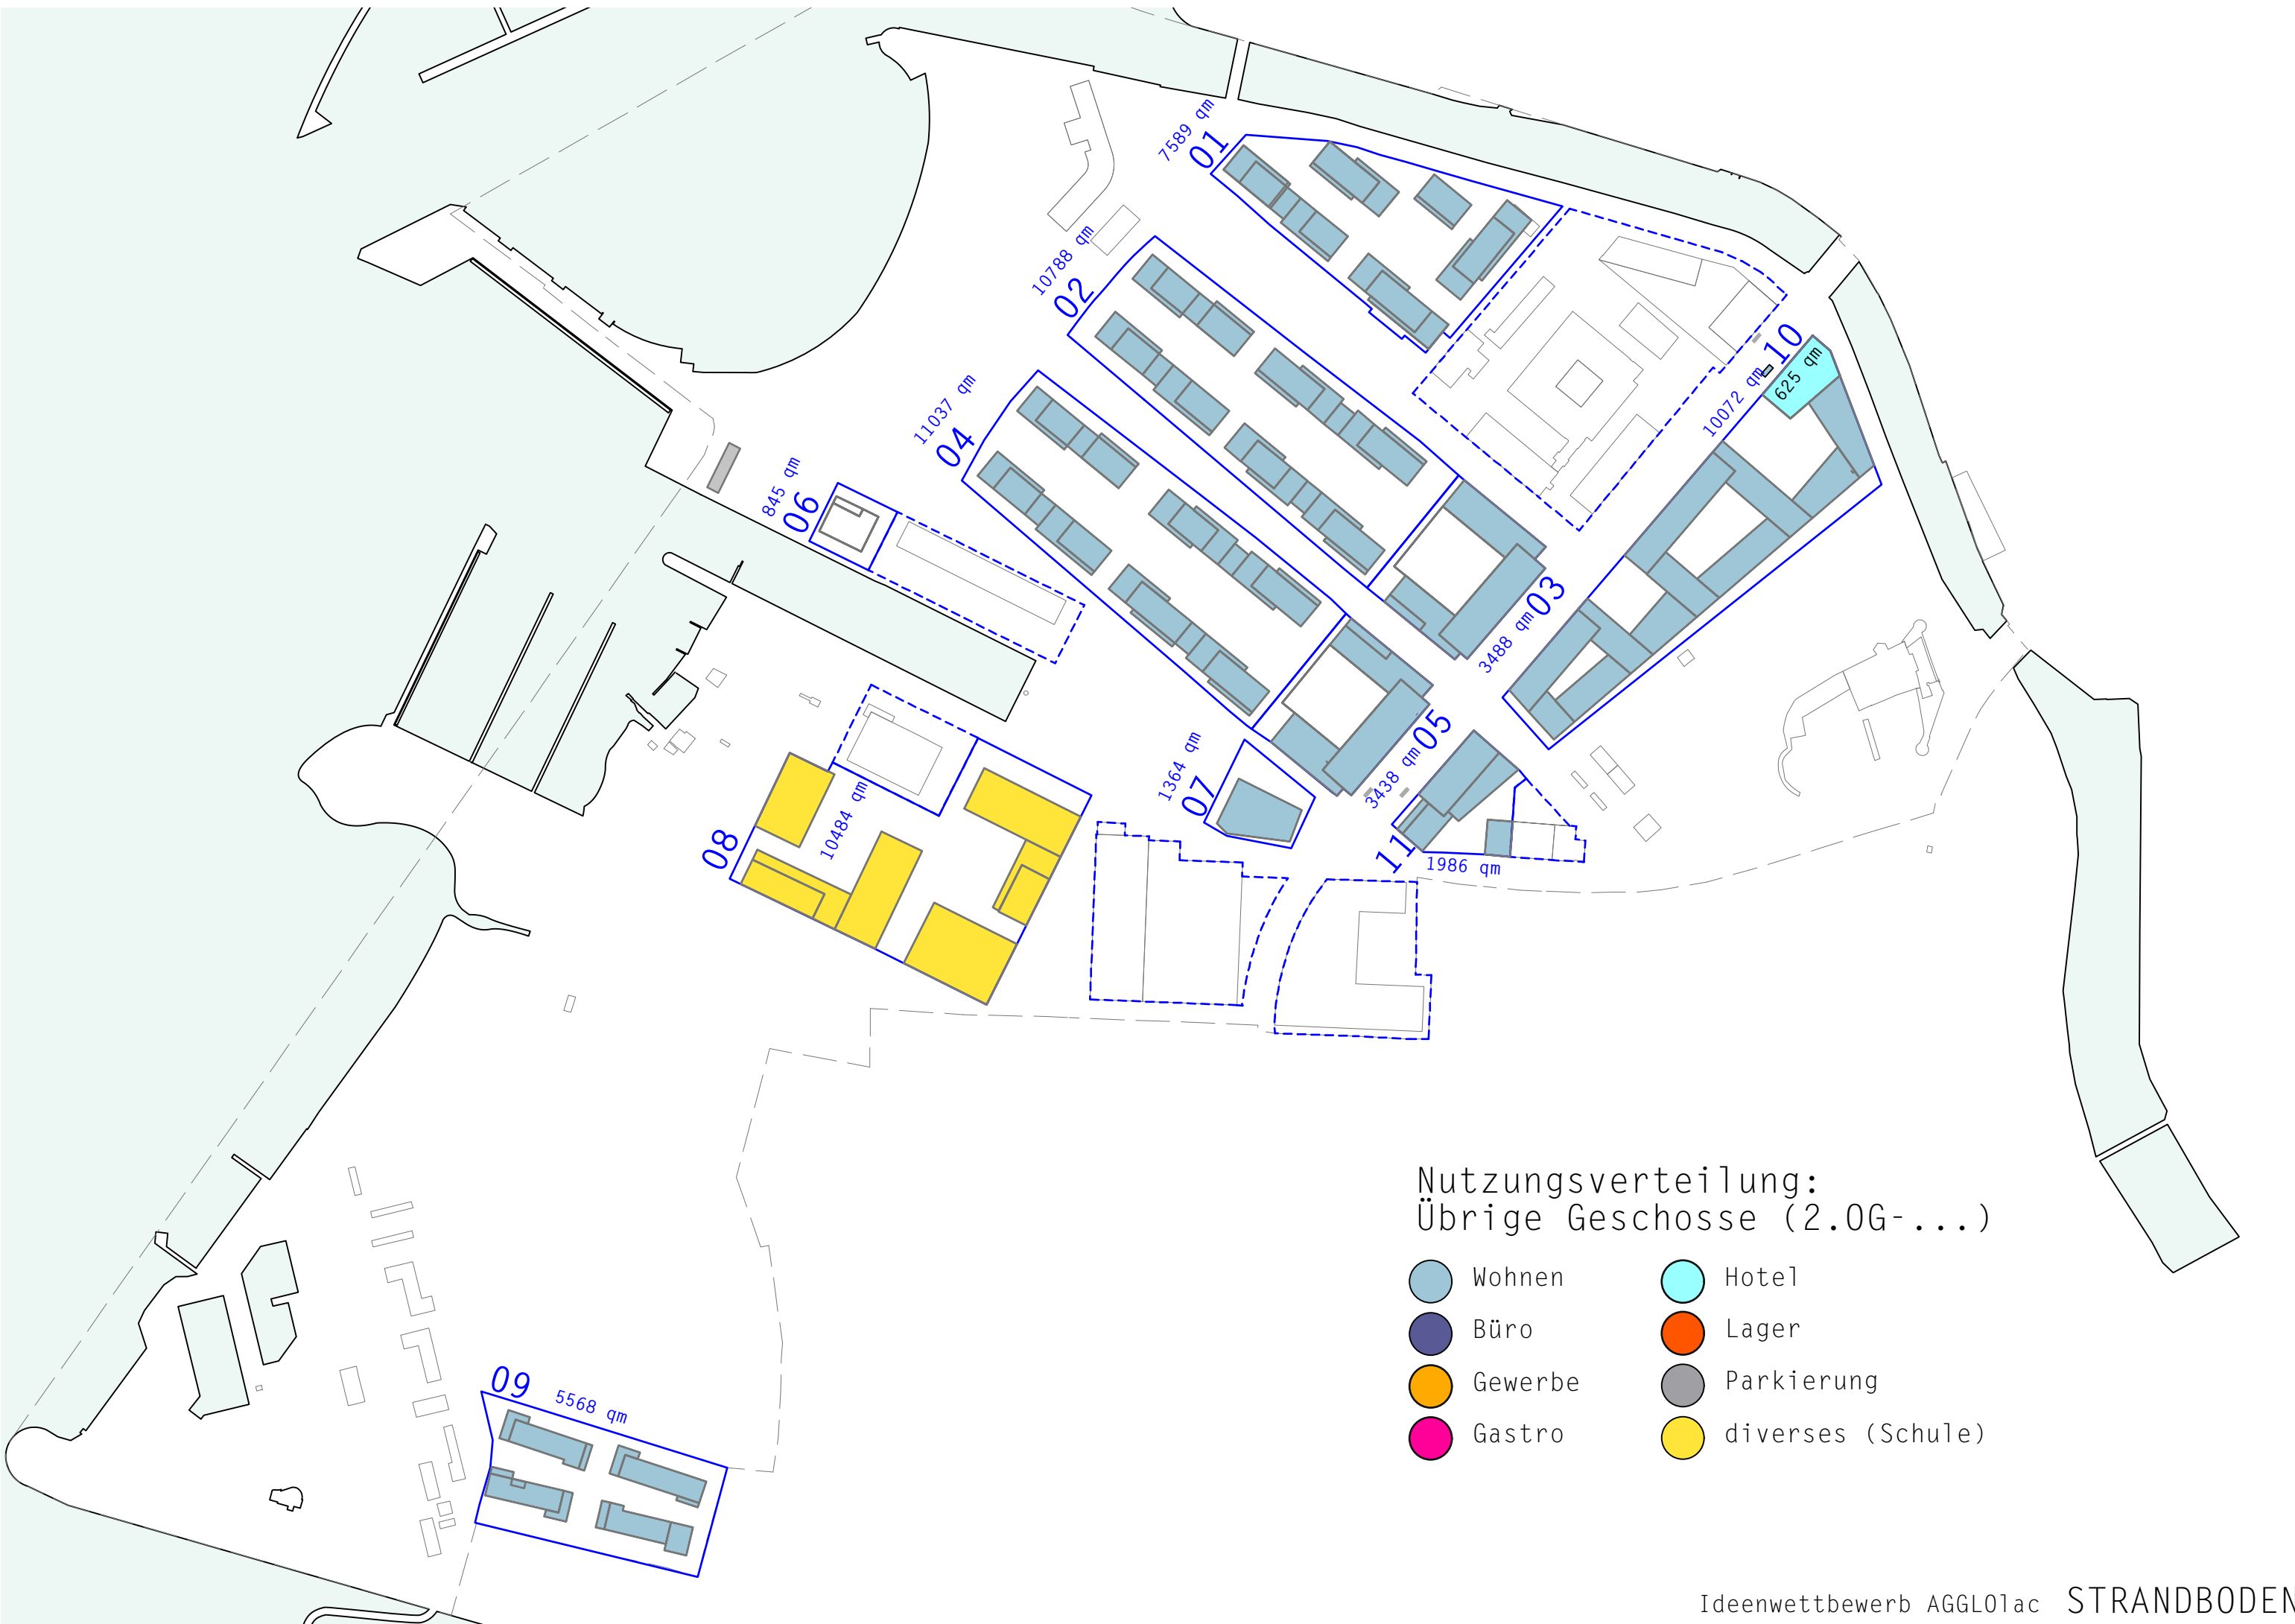 7589 qm
01
10788 qm
02
11037 qm
04
845 qm
06
10
625 qm
10072 qm
03
3488 qm
05
3438 qm
1364 qm
07
11
1986 qm
08
10484 qm
09
5568 qm
Nutzungsverteilung:
Übrige Geschosse (2.OG-...)
Wohnen
Hotel
Büro
Lager
Gewerbe
Parkierung
Gastro
diverses (Schule)
Ideenwettbewerb AGGLOlac STRANDBODEN